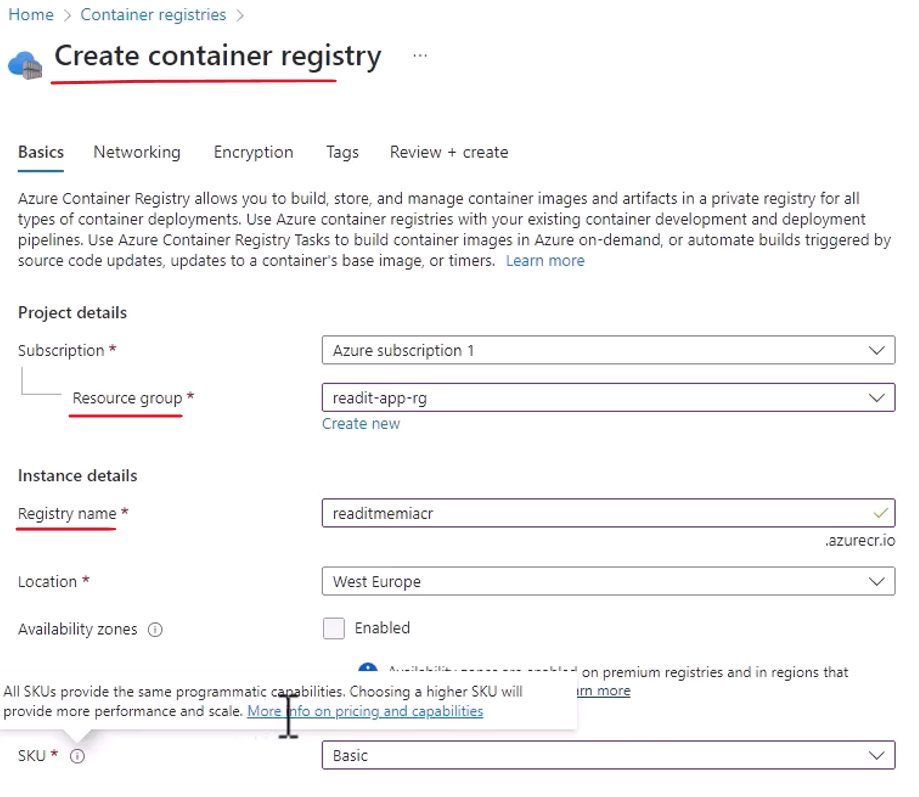 Home > Container registries >
Create container registry ...
Basics Networking Encryption Tags Review + create
Azure Container Registry allows you to build, store, and manage container images and artifacts in a private registry for all
types of container deployments. Use Azure container registries with your existing container development and deployment
pipelines. Use Azure Container Registry Tasks to build container images in Azure on-demand, or automate builds triggered by
source code updates, updates to a container's base image, or timers. Learn more
Project details
Subscription * Azure subscription 1
Resource group * readit-app-rg
Create new
Instance details
Registry name * readitmemiacr
.azurecr.io
Location * West Europe
Availability zones Enabled
Availability zones are enabled on premium registries and in regions that
rn more
All SKUs provide the same programmatic capabilities. Choosing a higher SKU will
provide more performance and scale. More info on pricing and capabilities
SKU * Basic